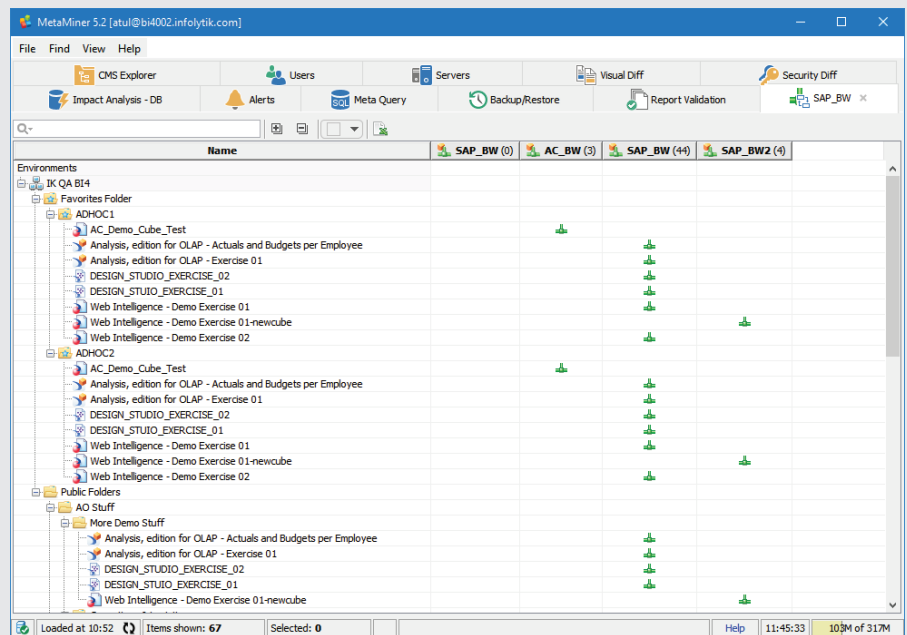 MetaMiner 5.2 [atul@bi4002.infolytik.com]
File Find View Help
CMS Explorer Users Servers Visual Diff Security Diff
Impact Analysis - DB Alerts SQL Meta Query Backup/Restore Report Validation SAP_BW
Name SAP_BW (0) AC_BW (3) SAP_BW (44) SAP_BW2 (4)
Environments
IK QA BI4
Favorites Folder
ADHOC1
AC_Demo_Cube_Test
Analysis, edition for OLAP - Actuals and Budgets per Employee
Analysis, edition for OLAP - Exercise 01
DESIGN_STUDIO_EXERCISE_02
DESIGN_STUIO_EXERCISE_01
Web Intelligence - Demo Exercise 01
Web Intelligence - Demo Exercise 01-newcube
Web Intelligence - Demo Exercise 02
ADHOC2
AC_Demo_Cube_Test
Analysis, edition for OLAP - Actuals and Budgets per Employee
Analysis, edition for OLAP - Exercise 01
DESIGN_STUDIO_EXERCISE_02
DESIGN_STUIO_EXERCISE_01
Web Intelligence - Demo Exercise 01
Web Intelligence - Demo Exercise 01-newcube
Web Intelligence - Demo Exercise 02
Public Folders
AO Stuff
More Demo Stuff
Analysis, edition for OLAP - Actuals and Budgets per Employee
Analysis, edition for OLAP - Exercise 01
DESIGN_STUDIO_EXERCISE_02
DESIGN_STUIO_EXERCISE_01
Web Intelligence - Demo Exercise 01-newcube
Loaded at 10:52 Items shown: 67 Selected: 0 Help 11:45:33 103M of 317M